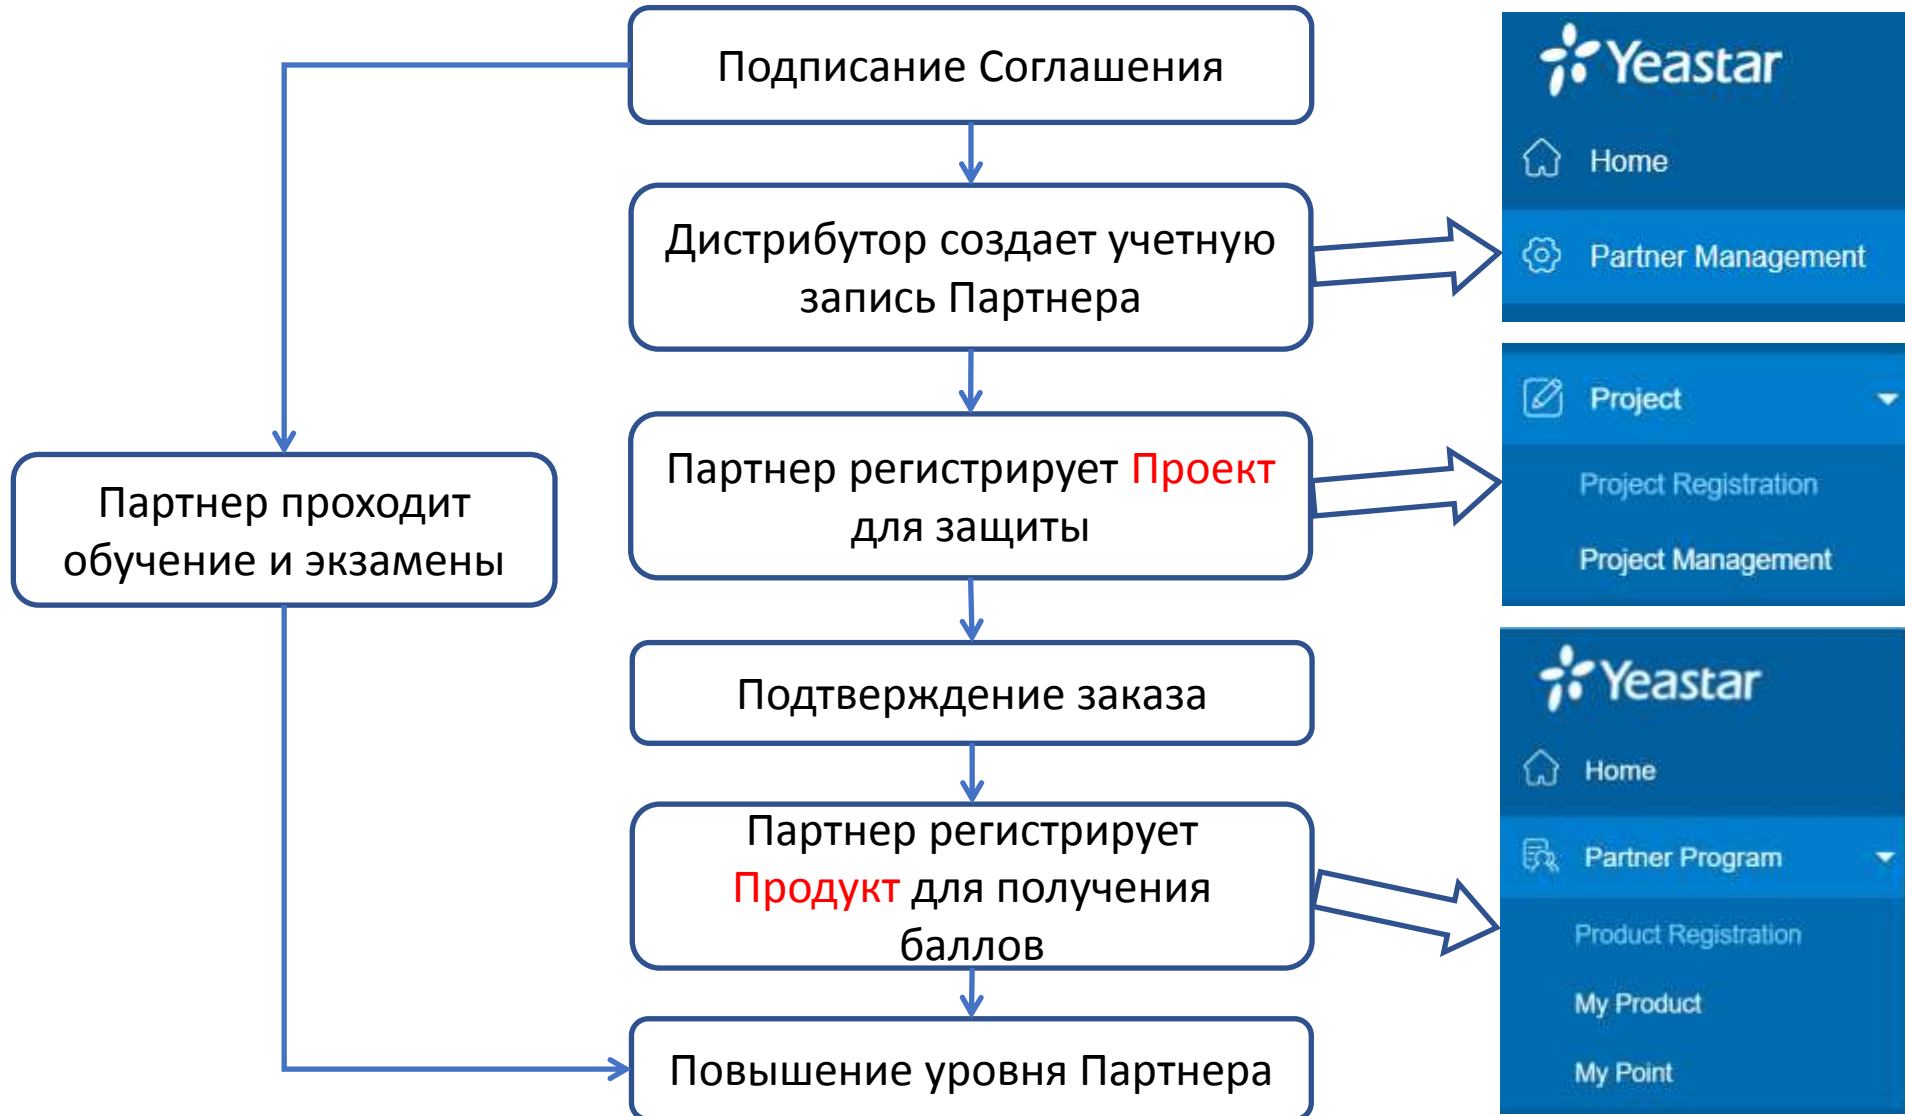 Подписание Соглашения
Дистрибутор создает учетную
запись Партнера
Партнер регистрирует Проект
для защиты
Партнер проходит
обучение и экзамены
Подтверждение заказа
Партнер регистрирует
Продукт для получения
баллов
Повышение уровня Партнера
Yeastar
Home
Partner Management
Project
Project Registration
Project Management
Yeastar
Home
Partner Program
Product Registration
My Product
My Point